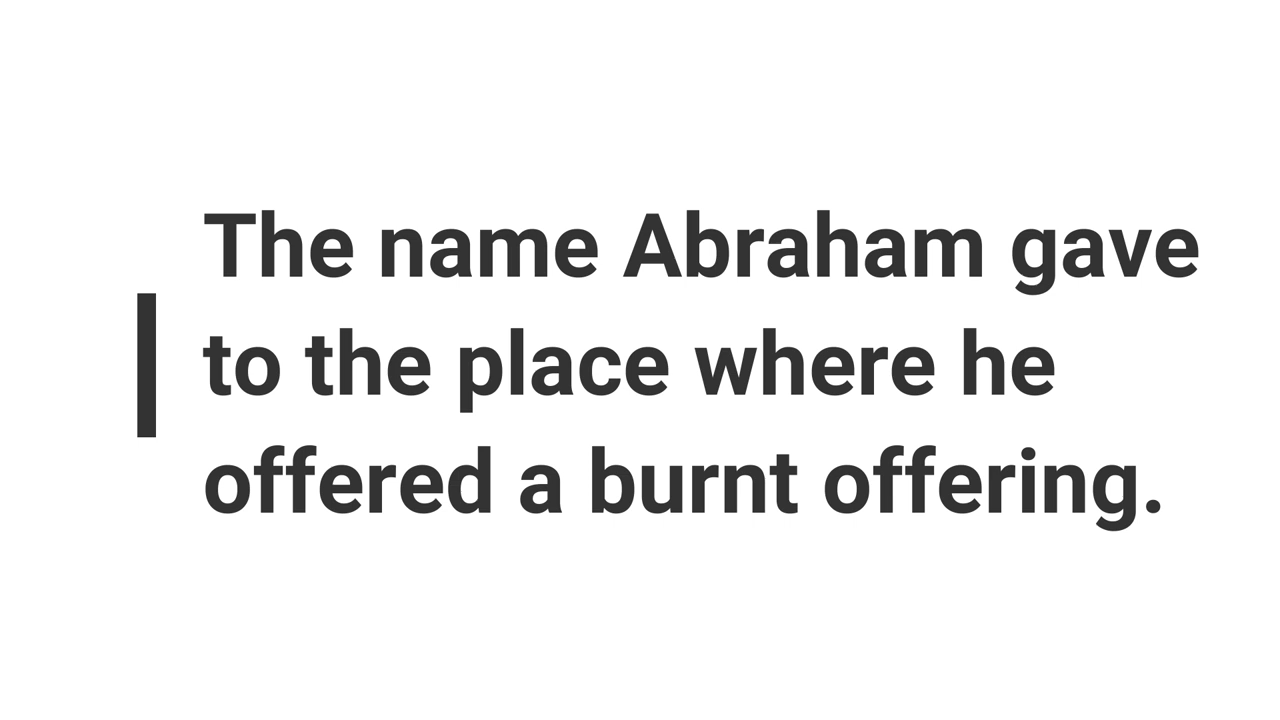 The name Abraham gave
to the place where he
offered a burnt offering.